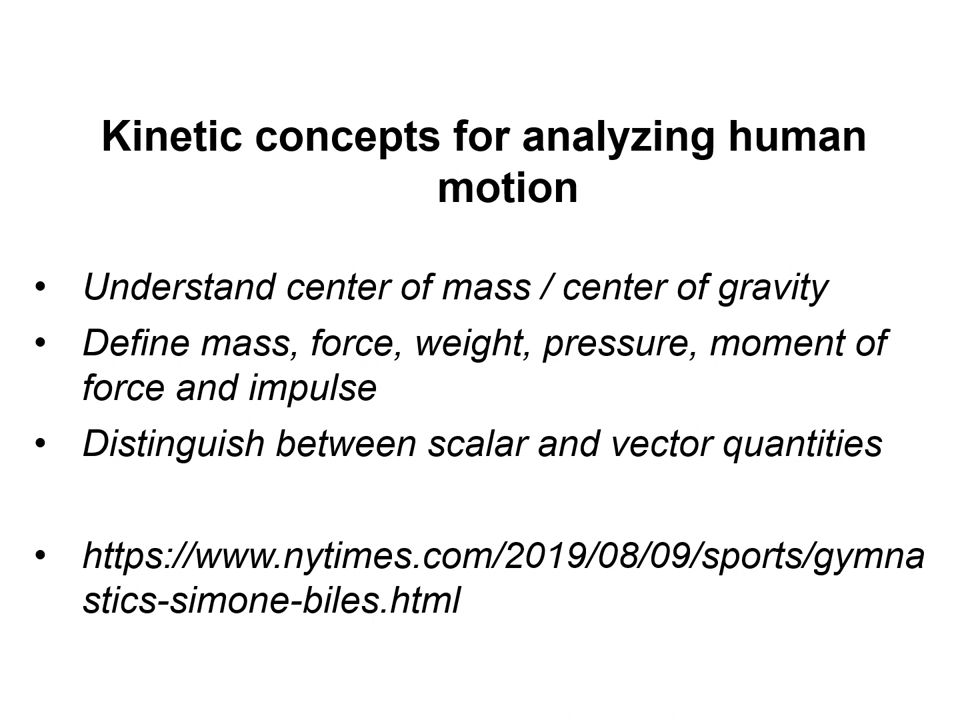 Kinetic concepts for analyzing human
motion
• Understand center of mass / center of gravity
• Define mass, force, weight, pressure, moment of
force and impulse
• Distinguish between scalar and vector quantities
• https://www.nytimes.com/2019/08/09/sports/gymna
stics-simone-biles.html